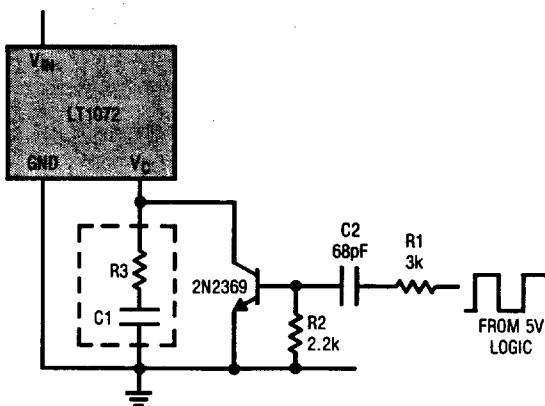 VIN
LT1072
GND
VC
C2
68pF
R1
3k
R3
2N2369
C1
R2
2.2k
FROM 5V
LOGIC